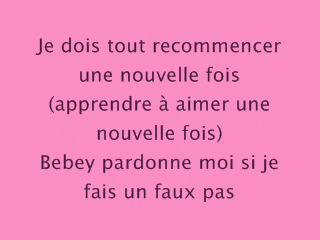 Je dois tout recommencer
une nouvelle fois
(apprendre à aimer une
nouvelle fois)
Bebey pardonne moi si je
fais un faux pas